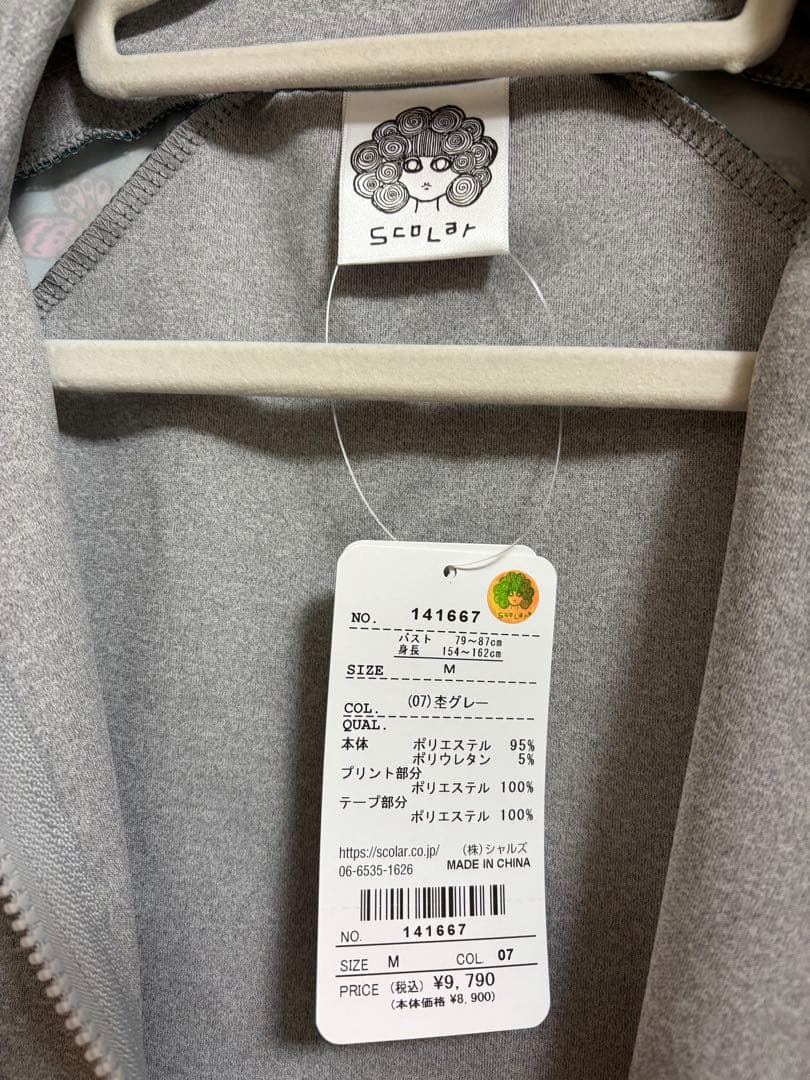 ScoLar
ScoLar
NO. 141667
バスト 79~87cm
身長 154~162cm
SIZE M
COL. (07)杢グレー
QUAL.
本体 ポリエステル 95%
ポリウレタン 5%
プリント部分
ポリエステル 100%
テープ部分
ポリエステル 100%
https://scolar.co.jp/ (株)シャルズ
06-6535-1626 MADE IN CHINA
NO. 141667
SIZE M COL 07
PRICE (税込) ¥9,790
(本体価格 ¥8,900)